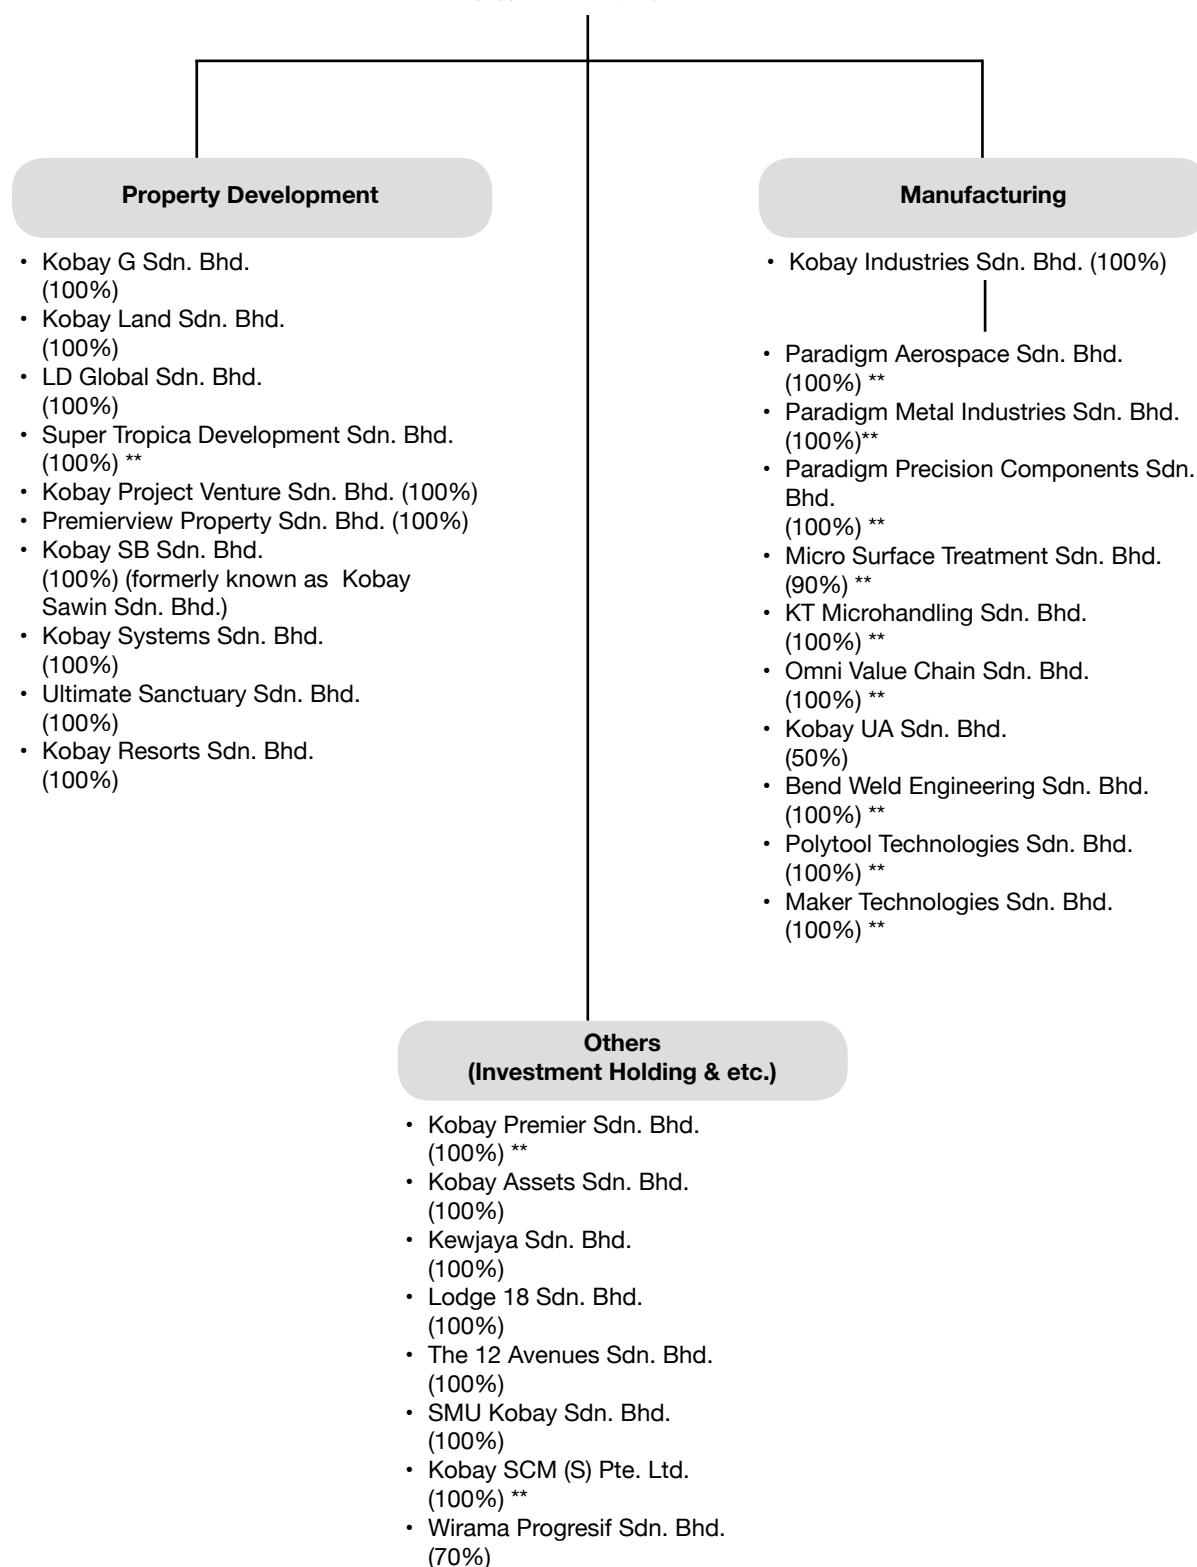 Property Development
• Kobay G Sdn. Bhd.
(100%)
• Kobay Land Sdn. Bhd.
(100%)
• LD Global Sdn. Bhd.
(100%)
• Super Tropica Development Sdn. Bhd.
(100%) **
• Kobay Project Venture Sdn. Bhd. (100%)
• Premierview Property Sdn. Bhd. (100%)
• Kobay SB Sdn. Bhd.
(100%) (formerly known as Kobay
Sawin Sdn. Bhd.)
• Kobay Systems Sdn. Bhd.
(100%)
• Ultimate Sanctuary Sdn. Bhd.
(100%)
• Kobay Resorts Sdn. Bhd.
(100%)
Manufacturing
• Kobay Industries Sdn. Bhd. (100%)
• Paradigm Aerospace Sdn. Bhd.
(100%) **
• Paradigm Metal Industries Sdn. Bhd.
(100%)**
• Paradigm Precision Components Sdn.
Bhd.
(100%) **
• Micro Surface Treatment Sdn. Bhd.
(90%) **
• KT Microhandling Sdn. Bhd.
(100%) **
• Omni Value Chain Sdn. Bhd.
(100%) **
• Kobay UA Sdn. Bhd.
(50%)
• Bend Weld Engineering Sdn. Bhd.
(100%) **
• Polytool Technologies Sdn. Bhd.
(100%) **
• Maker Technologies Sdn. Bhd.
(100%) **
Others
(Investment Holding & etc.)
• Kobay Premier Sdn. Bhd.
(100%) **
• Kobay Assets Sdn. Bhd.
(100%)
• Kewjaya Sdn. Bhd.
(100%)
• Lodge 18 Sdn. Bhd.
(100%)
• The 12 Avenues Sdn. Bhd.
(100%)
• SMU Kobay Sdn. Bhd.
(100%)
• Kobay SCM (S) Pte. Ltd.
(100%) **
• Wirama Progresif Sdn. Bhd.
(70%)